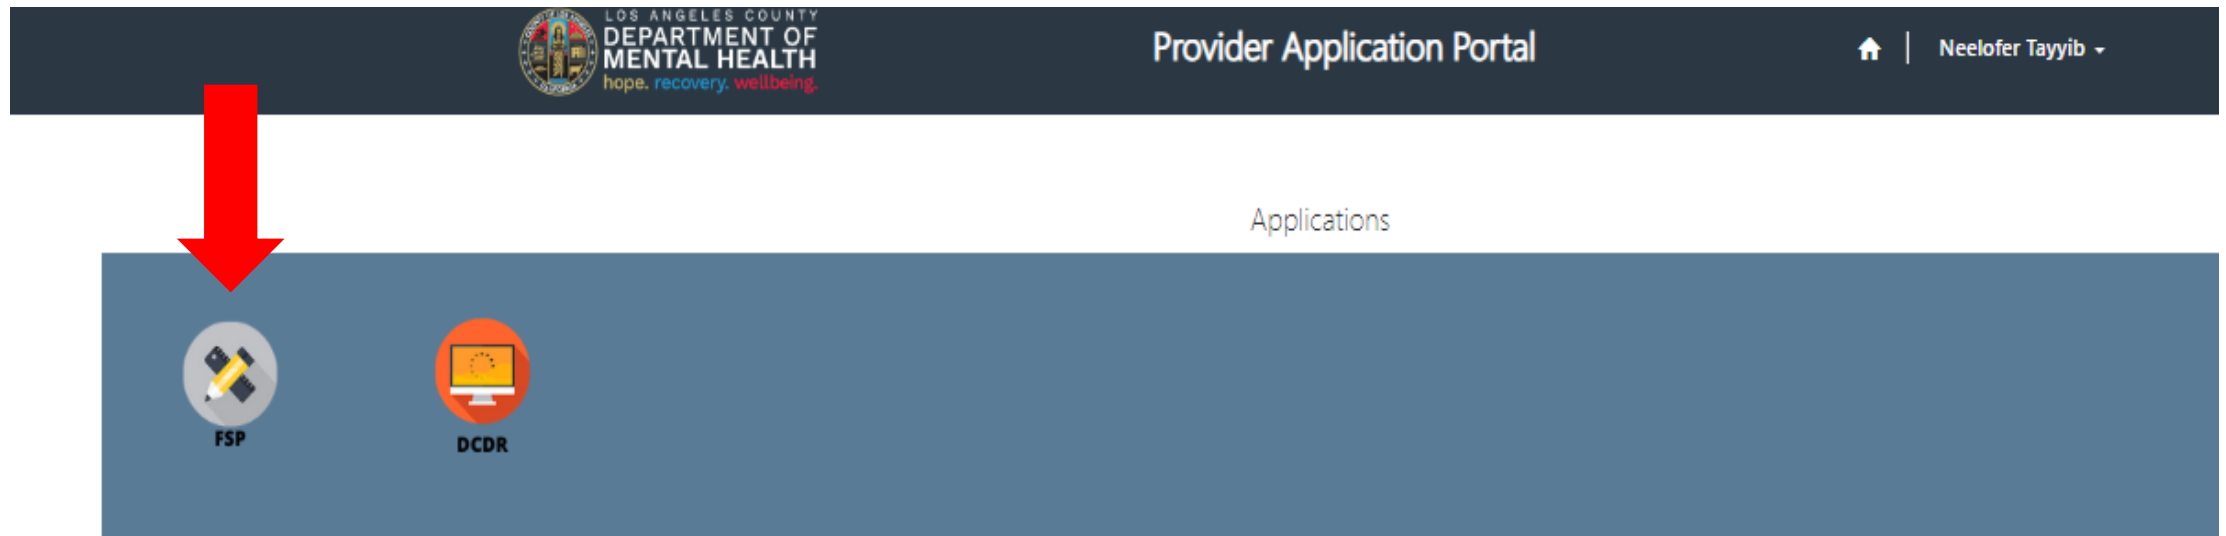 LOS ANGELES COUNTY
DEPARTMENT OF
MENTAL HEALTH
hope. recovery. wellbeing.
Provider Application Portal
Neelofer Tayyib
Applications
FSP
DCDR